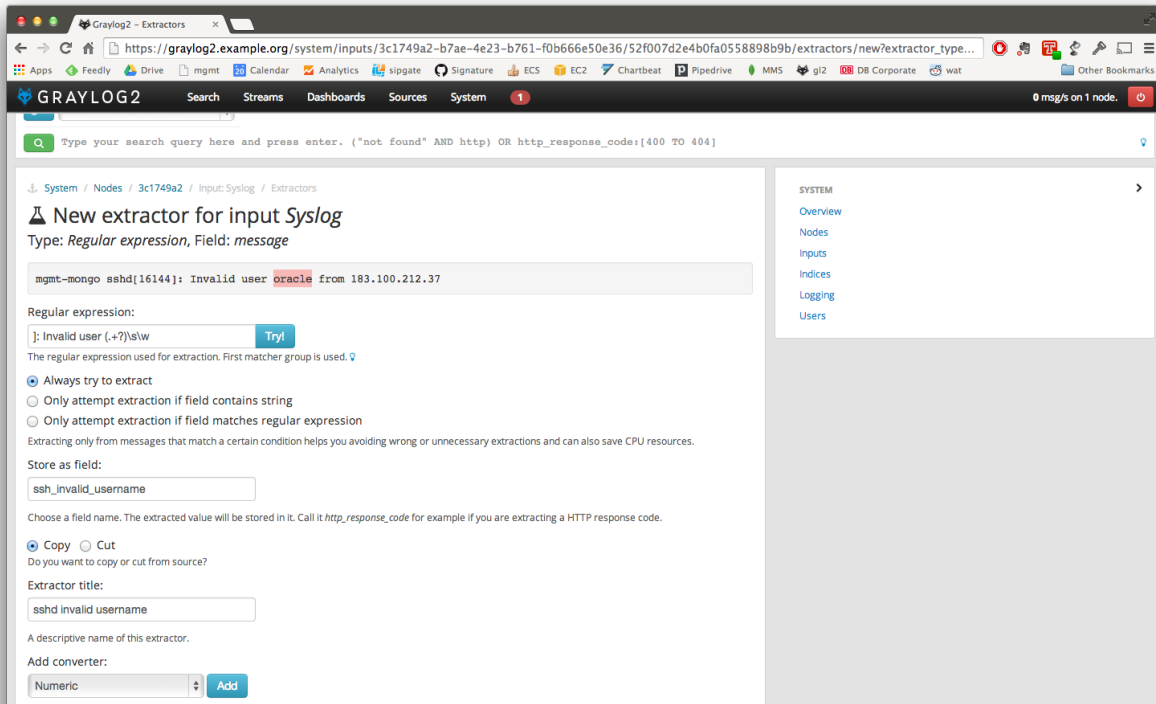 Graylog2 - Extractors
https://graylog2.example.org/system/inputs/3c1749a2-b7ae-4e23-b761-f0b666e50e36/52f007d2e4b0fa0558898b9b/extractors/new?extractor_type...
Apps Feedly Drive mgmt 20 Calendar Analytics sipgate Signature ECS EC2 Chartbeat Pipedrive MMS gl2 DB DB Corporate wat Other Bookmarks
GRAYLOG2 Search Streams Dashboards Sources System 1 0 msg/s on 1 node.
Type your search query here and press enter. ("not found" AND http) OR http_response_code:[400 TO 404]
System / Nodes / 3c1749a2 / Input: Syslog / Extractors
New extractor for input Syslog
Type: Regular expression, Field: message
mgmt-mongo sshd[16144]: Invalid user oracle from 183.100.212.37
Regular expression:
]: Invalid user (.+?)\s\w Try!
The regular expression used for extraction. First matcher group is used.
Always try to extract
Only attempt extraction if field contains string
Only attempt extraction if field matches regular expression
Extracting only from messages that match a certain condition helps you avoiding wrong or unnecessary extractions and can also save CPU resources.
Store as field:
ssh_invalid_username
Choose a field name. The extracted value will be stored in it. Call it http_response_code for example if you are extracting a HTTP response code.
Copy Cut
Do you want to copy or cut from source?
Extractor title:
sshd invalid username
A descriptive name of this extractor.
Add converter:
Numeric Add
SYSTEM
Overview
Nodes
Inputs
Indices
Logging
Users